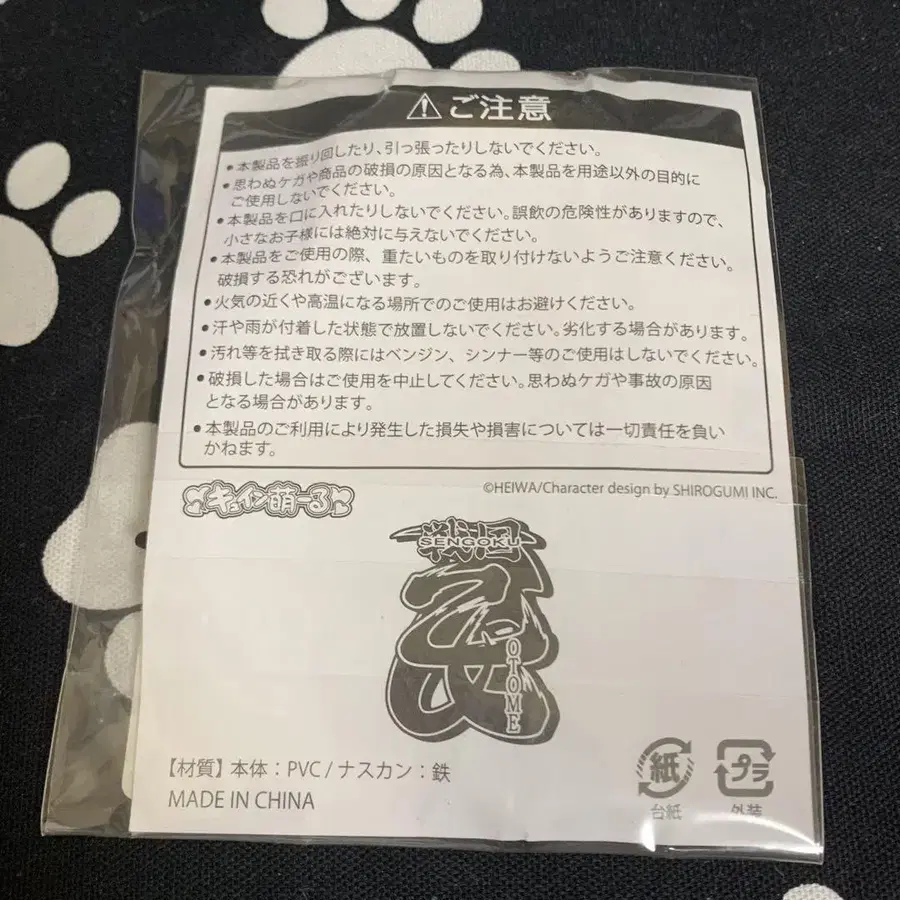 ご注意
●本製品を振り回したり、引っ張ったりしないでください。
●思わぬケガや商品の破損の原因となる為、本製品を用途以外の目的に
ご使用しないでください。
●本製品を口に入れたりしないでください。誤飲の危険性がありますので、
小さなお子様には絶対に与えないでください。
●本製品をご使用の際、重たいものを取り付けないようご注意ください。
破損する恐れがございます。
●火気の近くや高温になる場所でのご使用はお避けください。
●汗や雨が付着した状態で放置しないでください。劣化する場合があります。
●汚れ等を拭き取る際にはベンジン、シンナー等のご使用はしないでください。
●破損した場合はご使用を中止してください。思わぬケガや事故の原因
となる場合があります。
●本製品のご利用により発生した損失や損害については一切責任を負い
かねます。
キュイン萌〜る
©HEIWA/Character design by SHIROGUMI INC.
戦国
SENGOKU
乙女
OTOME
【材質】本体：PVC / ナスカン：鉄
MADE IN CHINA
紙
台紙
プラ
外装